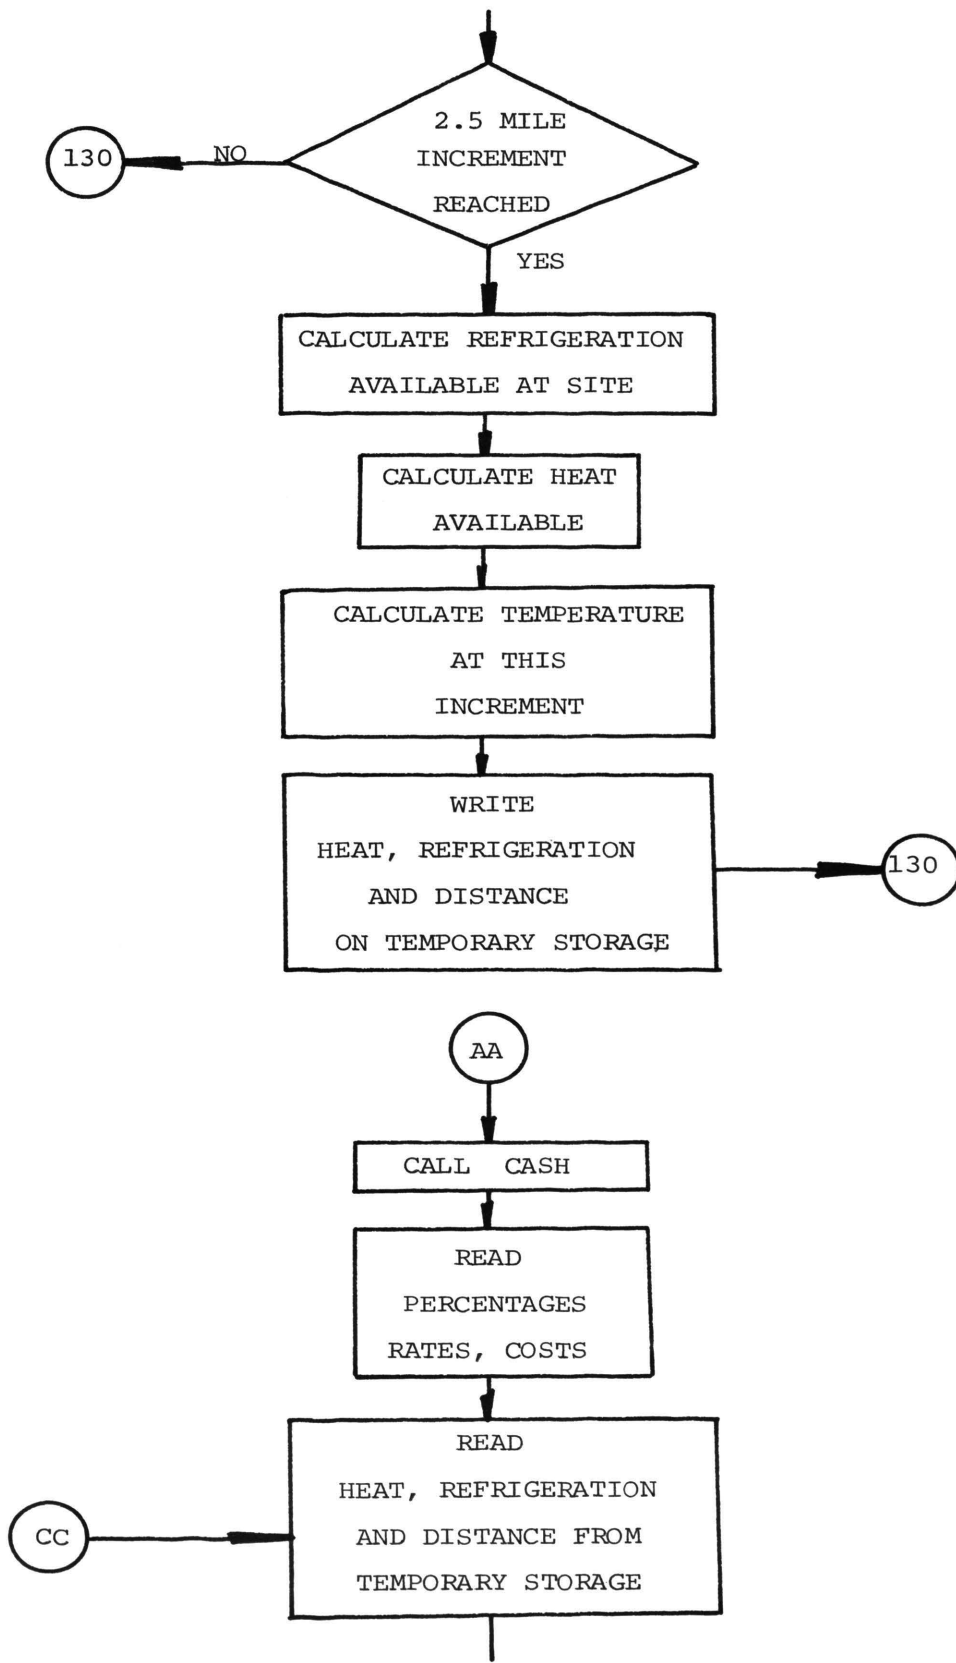 2.5 MILE
INCREMENT
REACHED
130
NO
YES
CALCULATE REFRIGERATION
AVAILABLE AT SITE
CALCULATE HEAT
AVAILABLE
CALCULATE TEMPERATURE
AT THIS
INCREMENT
WRITE
HEAT, REFRIGERATION
AND DISTANCE
ON TEMPORARY STORAGE
130
AA
CALL CASH
READ
PERCENTAGES
RATES, COSTS
READ
HEAT, REFRIGERATION
AND DISTANCE FROM
TEMPORARY STORAGE
CC